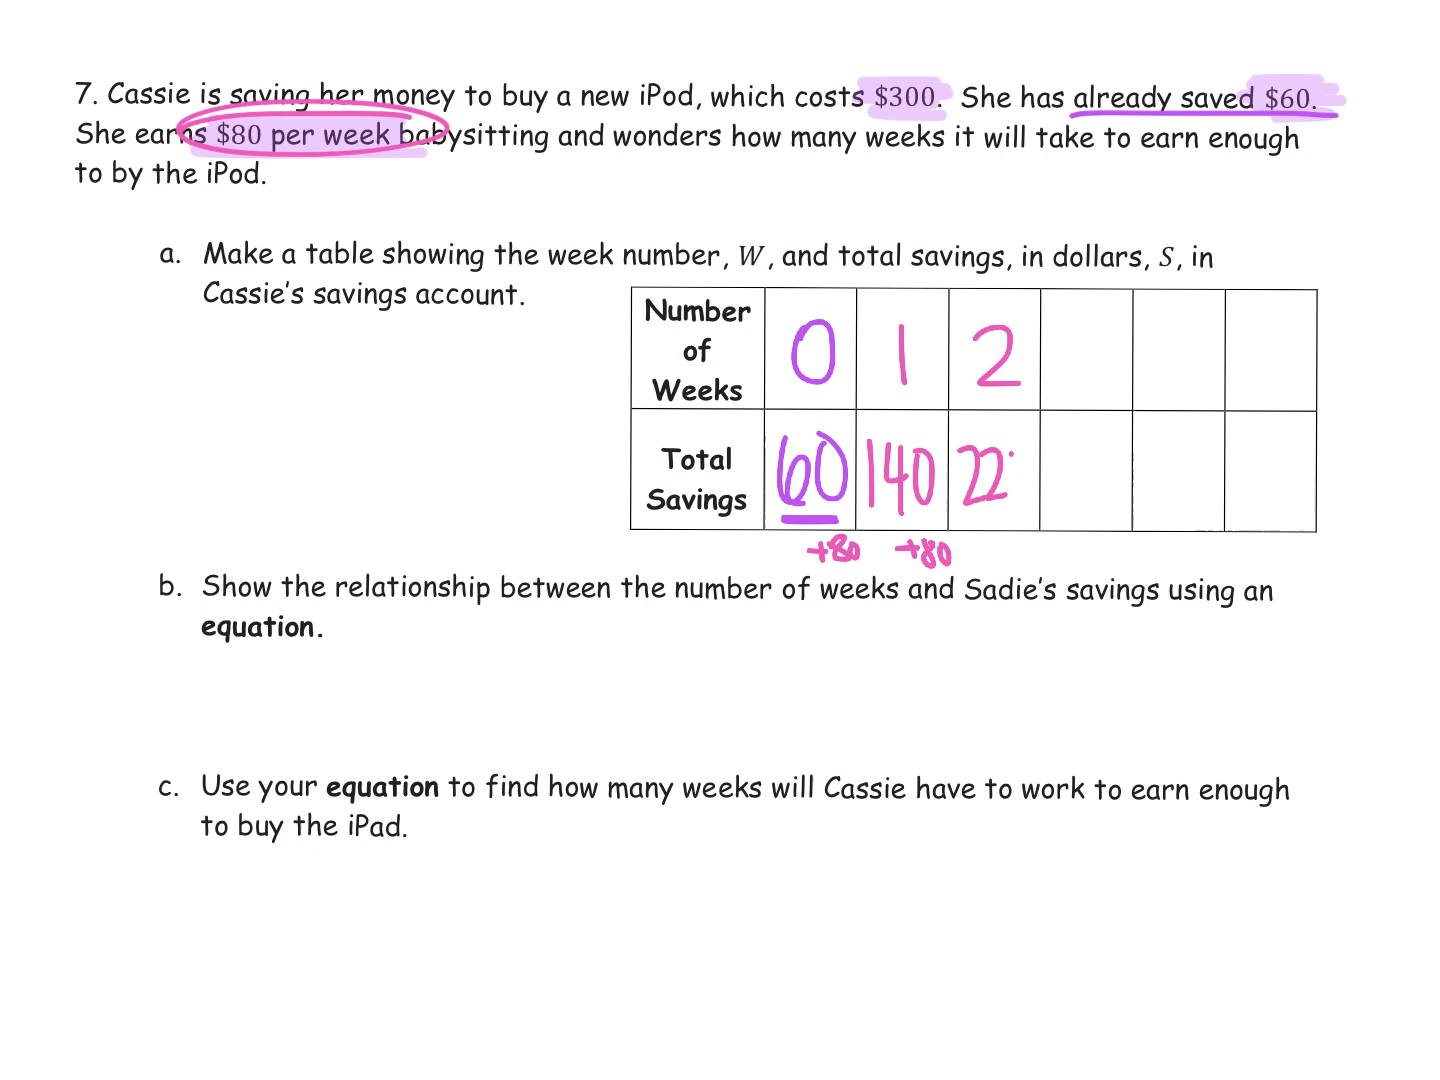 7. Cassie is saving her money to buy a new iPod, which costs $300. She has already saved $60.
She earns $80 per week babysitting and wonders how many weeks it will take to earn enough
to by the iPod.
a. Make a table showing the week number, W, and total savings, in dollars, S, in
Cassie's savings account.
Number of Weeks 0 1 2
Total Savings 60 140 22
+80 +80
b. Show the relationship between the number of weeks and Sadie's savings using an
equation.
c. Use your equation to find how many weeks will Cassie have to work to earn enough
to buy the iPad.